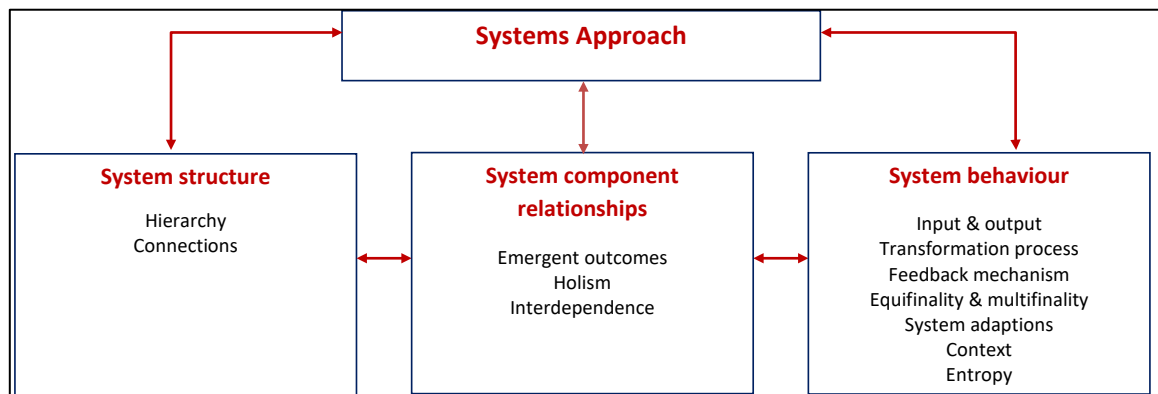 Systems Approach
System structure
Hierarchy
Connections
System component
relationships
Emergent outcomes
Holism
Interdependence
System behaviour
Input & output
Transformation process
Feedback mechanism
Equifinality & multifinality
System adaptions
Context
Entropy